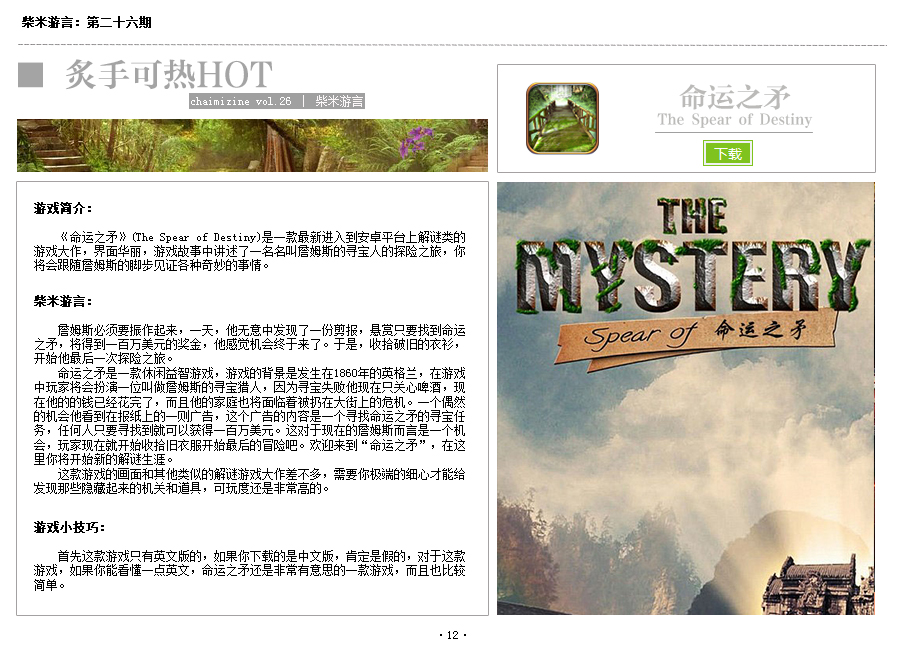 柴米游言：第二十六期
炙手可热HOT
chaimizine vol.26 | 柴米游言
游戏简介：
《命运之矛》(The Spear of Destiny)是一款最新进入到安卓平台上解谜类的
游戏大作，界面华丽，游戏故事中讲述了一名名叫詹姆斯的寻宝人的探险之旅，你
将会跟随詹姆斯的脚步见证各种奇妙的事情。
柴米游言：
詹姆斯必须要振作起来，一天，他无意中发现了一份剪报，悬赏只要找到命运
之矛，将得到一百万美元的奖金，他感觉机会终于来了。于是，收拾破旧的衣衫，
开始他最后一次探险之旅。
命运之矛是一款休闲益智游戏，游戏的背景是发生在1860年的英格兰，在游戏
中玩家将会扮演一位叫做詹姆斯的寻宝猎人，因为寻宝失败他现在只关心啤酒，现
在他的的钱已经花完了，而且他的家庭也将面临着被扔在大街上的危机。一个偶然
的机会他看到在报纸上的一则广告，这个广告的内容是一个寻找命运之矛的寻宝任
务，任何人只要寻找到就可以获得一百万美元。这对于现在的詹姆斯而言是一个机
会，玩家现在就开始收拾旧衣服开始最后的冒险吧。欢迎来到“命运之矛”，在这
里你将开始新的解谜生涯。
这款游戏的画面和其他类似的解谜游戏大作差不多，需要你极端的细心才能给
发现那些隐藏起来的机关和道具，可玩度还是非常高的。
游戏小技巧：
首先这款游戏只有英文版的，如果你下载的是中文版，肯定是假的，对于这款
游戏，如果你能看懂一点英文，命运之矛还是非常有意思的一款游戏，而且也比较
简单。
命运之矛
The Spear of Destiny
下载
THE
MYSTERY
Spear of 命运之矛
·12·